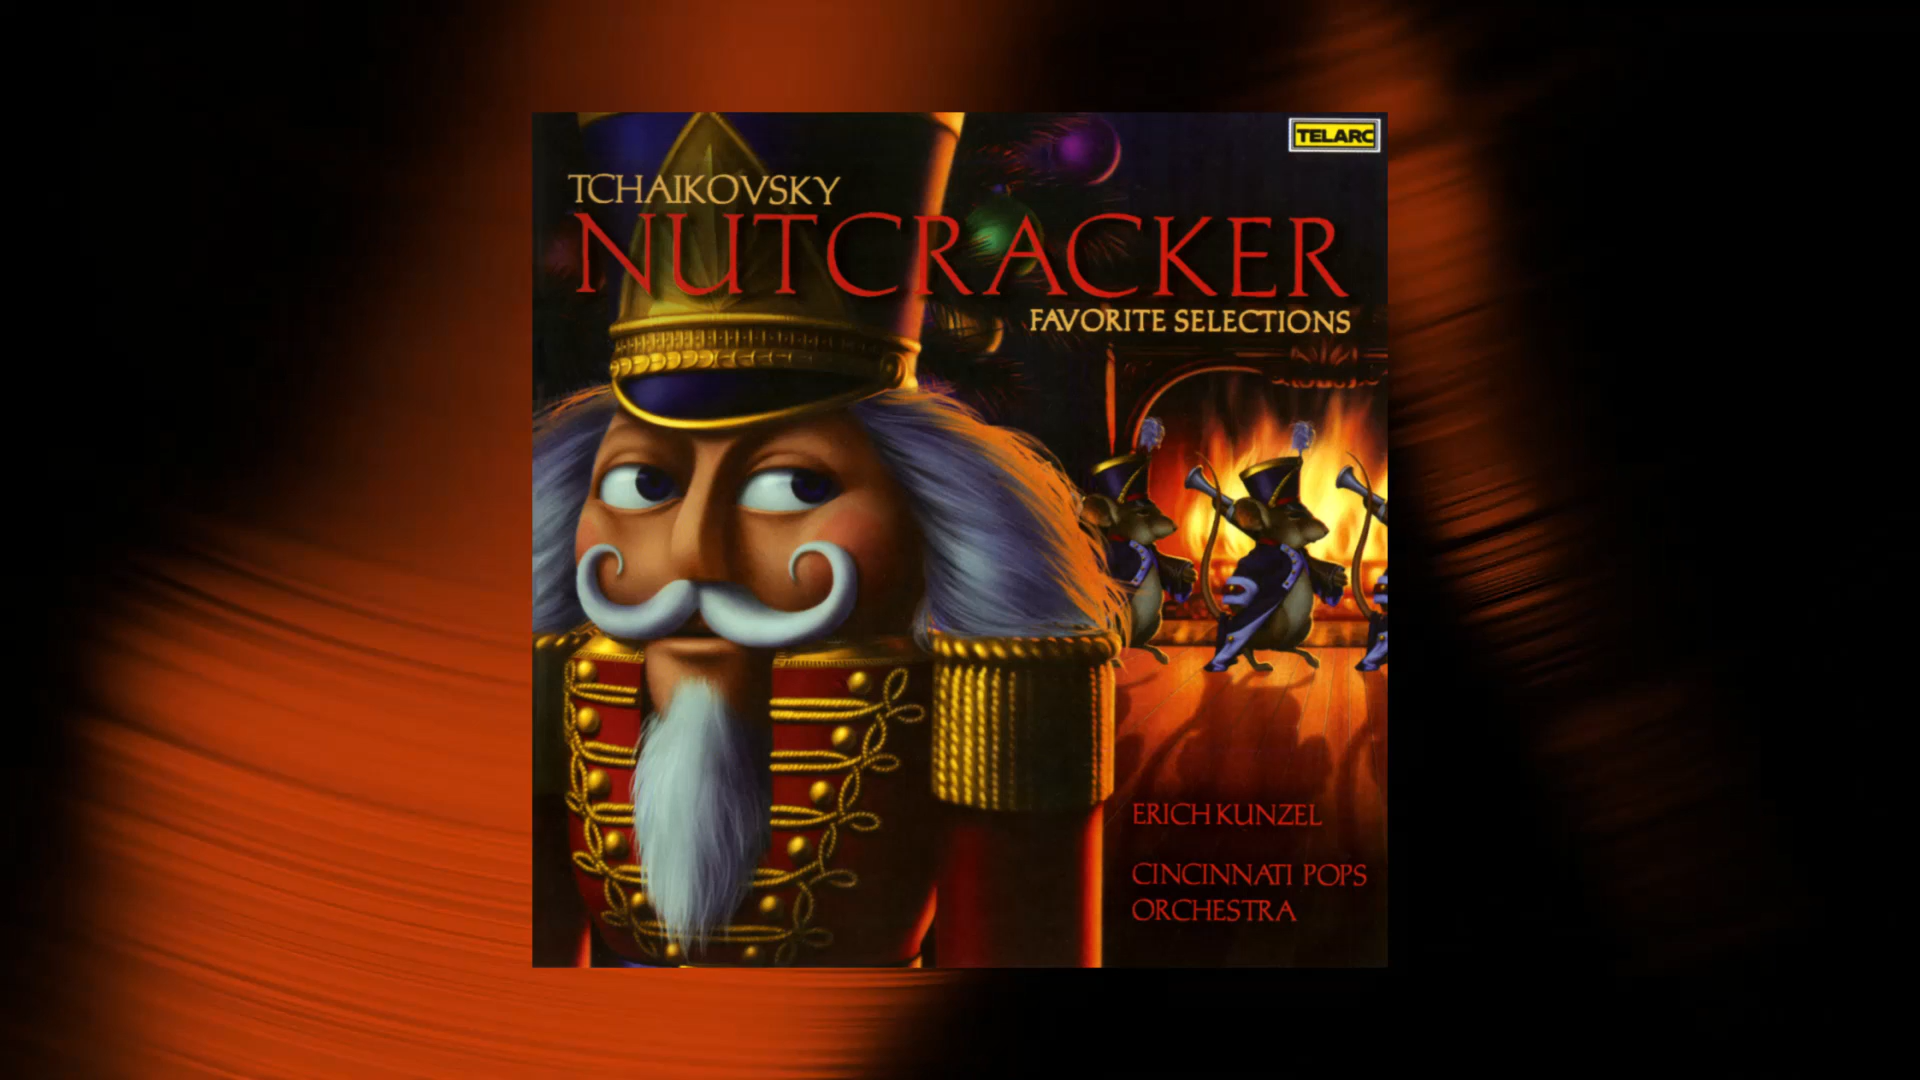 TELARC
TCHAIKOVSKY
NUTCRACKER
FAVORITE SELECTIONS
ERICH KUNZEL
CINCINNATI POPS
ORCHESTRA